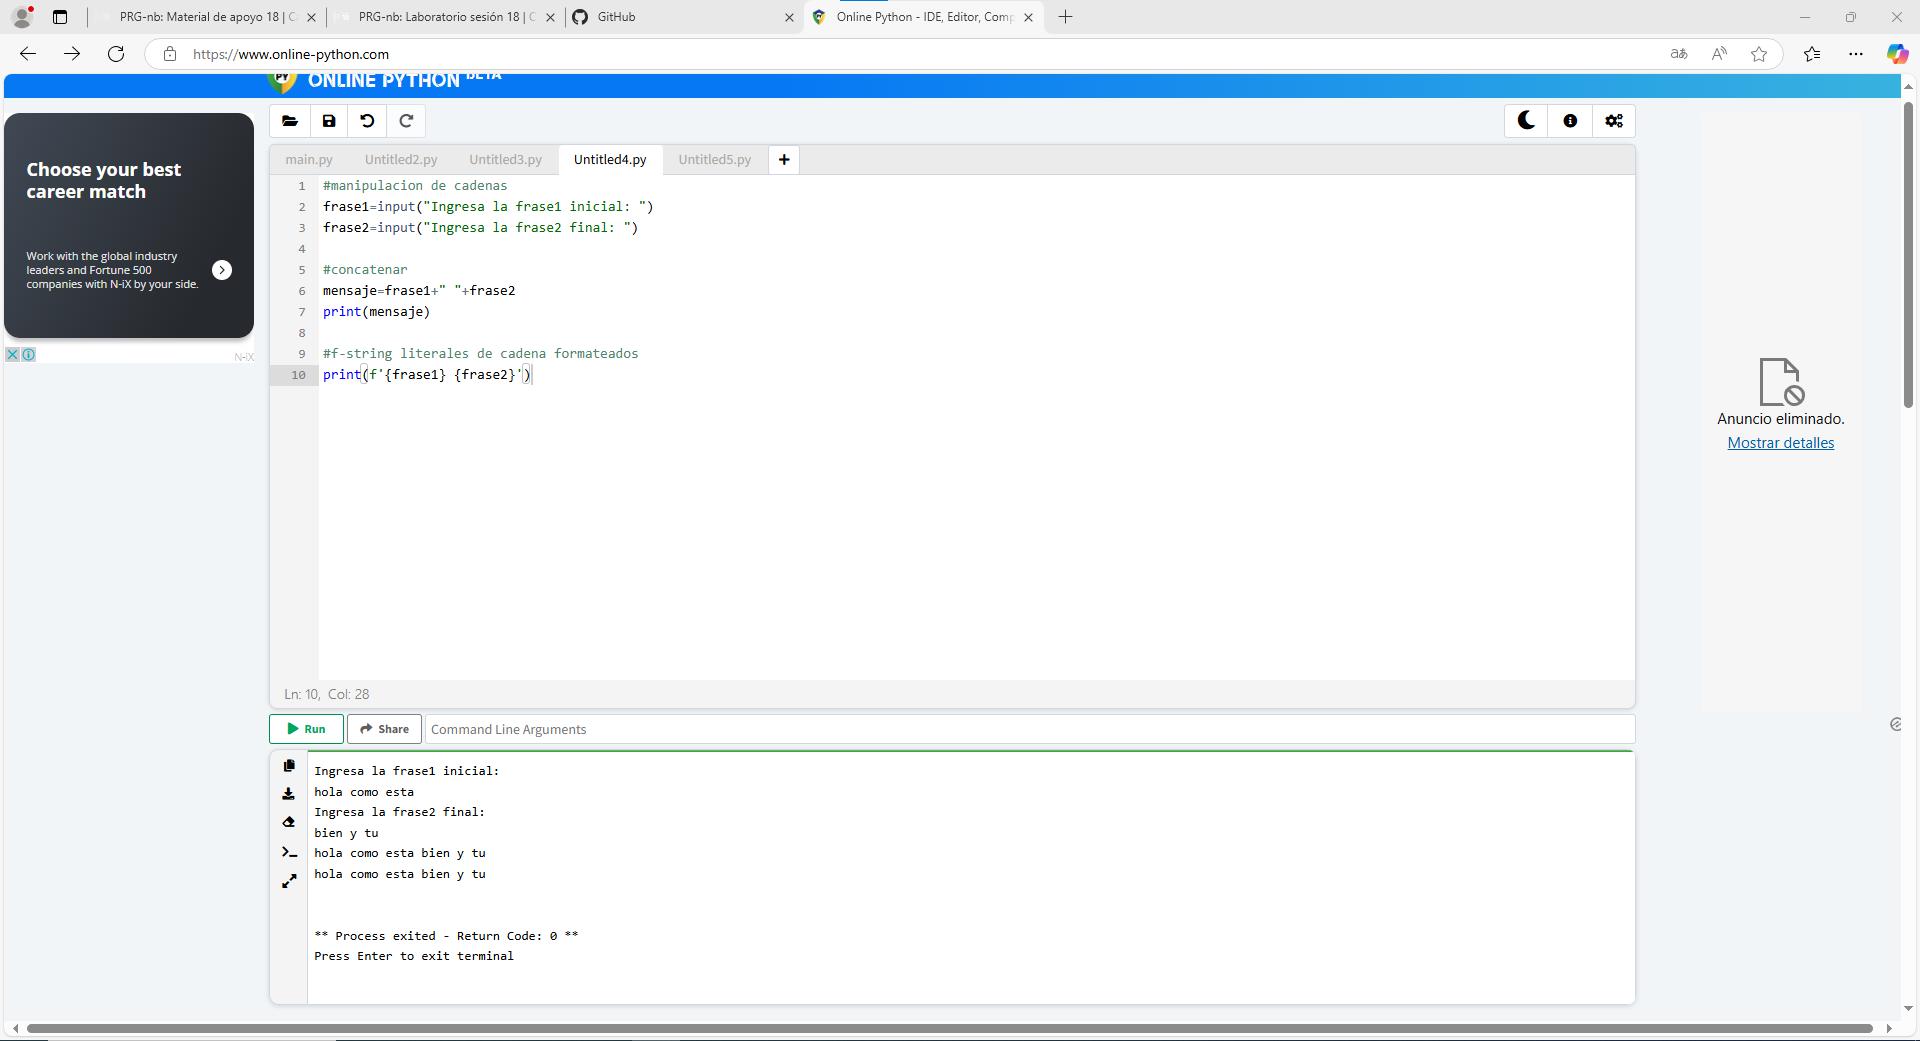 PRG-nb: Material de apoyo 18 | C
PRG-nb: Laboratorio sesión 18 | C
GitHub
Online Python - IDE, Editor, Comp
https://www.online-python.com
aあ
ONLINE PYTHON BETA
Choose your best
career match
Work with the global industry
leaders and Fortune 500
companies with N-iX by your side.
N-iX
main.py
Untitled2.py
Untitled3.py
Untitled4.py
Untitled5.py
1 #manipulacion de cadenas
2 frase1=input("Ingresa la frase1 inicial: ")
3 frase2=input("Ingresa la frase2 final: ")
4
5 #concatenar
6 mensaje=frase1+" "+frase2
7 print(mensaje)
8
9 #f-string literales de cadena formateados
10 print(f'{frase1} {frase2}')
Anuncio eliminado.
Mostrar detalles
Ln: 10, Col: 28
Run
Share
Command Line Arguments
Ingresa la frase1 inicial:
hola como esta
Ingresa la frase2 final:
bien y tu
hola como esta bien y tu
hola como esta bien y tu
** Process exited - Return Code: 0 **
Press Enter to exit terminal